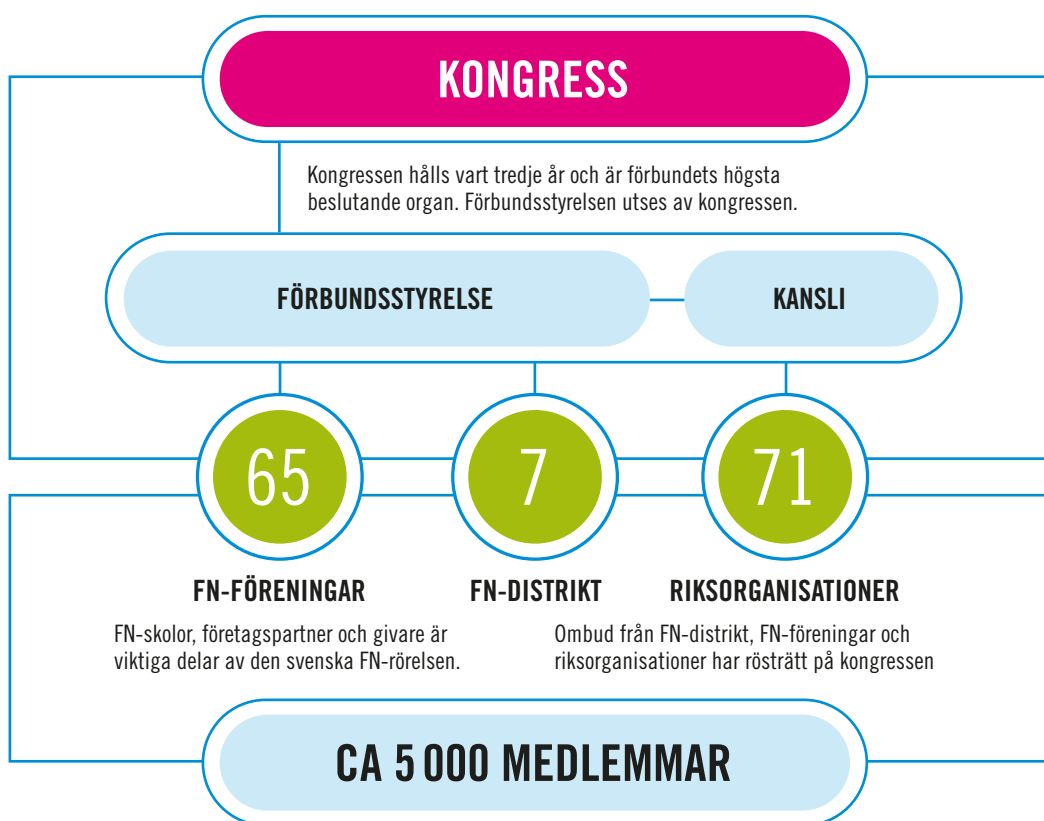 KONGRESS
Kongressen hålls vart tredje år och är förbundets högsta
beslutande organ. Förbundsstyrelsen utses av kongressen.
FÖRBUNDSSTYRELSE
KANSLI
65
7
71
FN-FÖRENINGAR
FN-DISTRIKT
RIKSORGANISATIONER
FN-skolor, företagspartner och givare är
viktiga delar av den svenska FN-rörelsen.
Ombud från FN-distrikt, FN-föreningar och
riksorganisationer har rösträtt på kongressen
CA 5 000 MEDLEMMAR